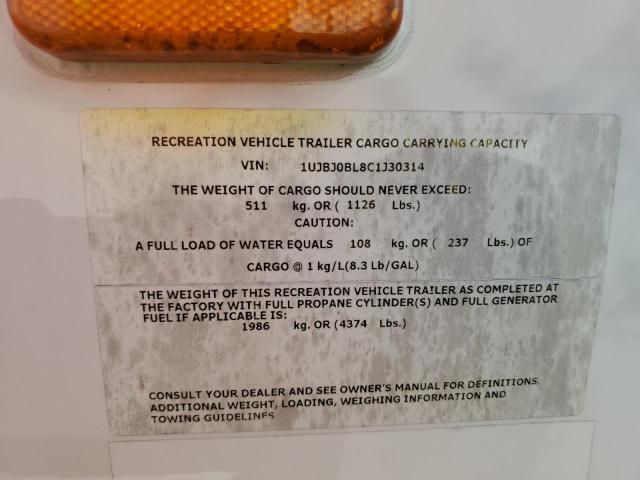 RECREATION VEHICLE TRAILER CARGO CARRYING CAPACITY
VIN: 1UJBJ0BL8C1J30314
THE WEIGHT OF CARGO SHOULD NEVER EXCEED:
511 kg. OR ( 1126 Lbs.)
CAUTION:
A FULL LOAD OF WATER EQUALS 108 kg. OR ( 237 Lbs.) OF
CARGO @ 1 kg/L(8.3 Lb/GAL)
THE WEIGHT OF THIS RECREATION VEHICLE TRAILER AS COMPLETED AT
THE FACTORY WITH FULL PROPANE CYLINDER(S) AND FULL GENERATOR
FUEL IF APPLICABLE IS:
1986 kg. OR (4374 Lbs.)
CONSULT YOUR DEALER AND SEE OWNER'S MANUAL FOR DEFINITIONS,
ADDITIONAL WEIGHT, LOADING, WEIGHING INFORMATION AND
TOWING GUIDELINES